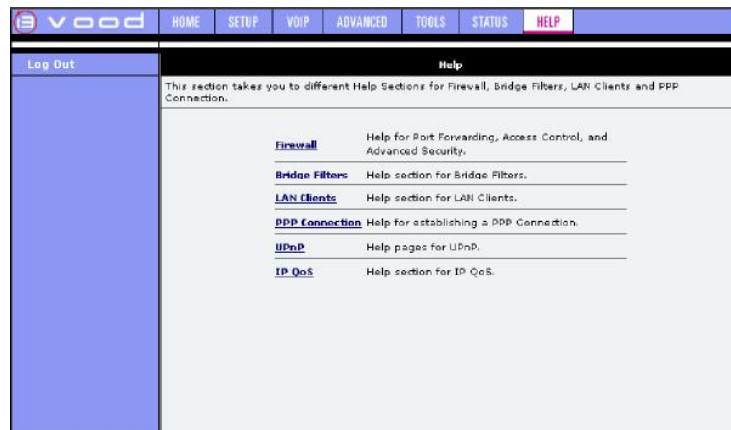 vood HOME SETUP VOIP ADVANCED TOOLS STATUS HELP
Log Out
Help
This section takes you to different Help Sections for Firewall, Bridge Filters, LAN Clients and PPP
Connection.
Firewall Help for Port Forwarding, Access Control, and
Advanced Security.
Bridge Filters Help section for Bridge Filters.
LAN Clients Help section for LAN Clients.
PPP Connection Help for establishing a PPP Connection.
UPnP Help pages for UPnP.
IP QoS Help section for IP QoS.